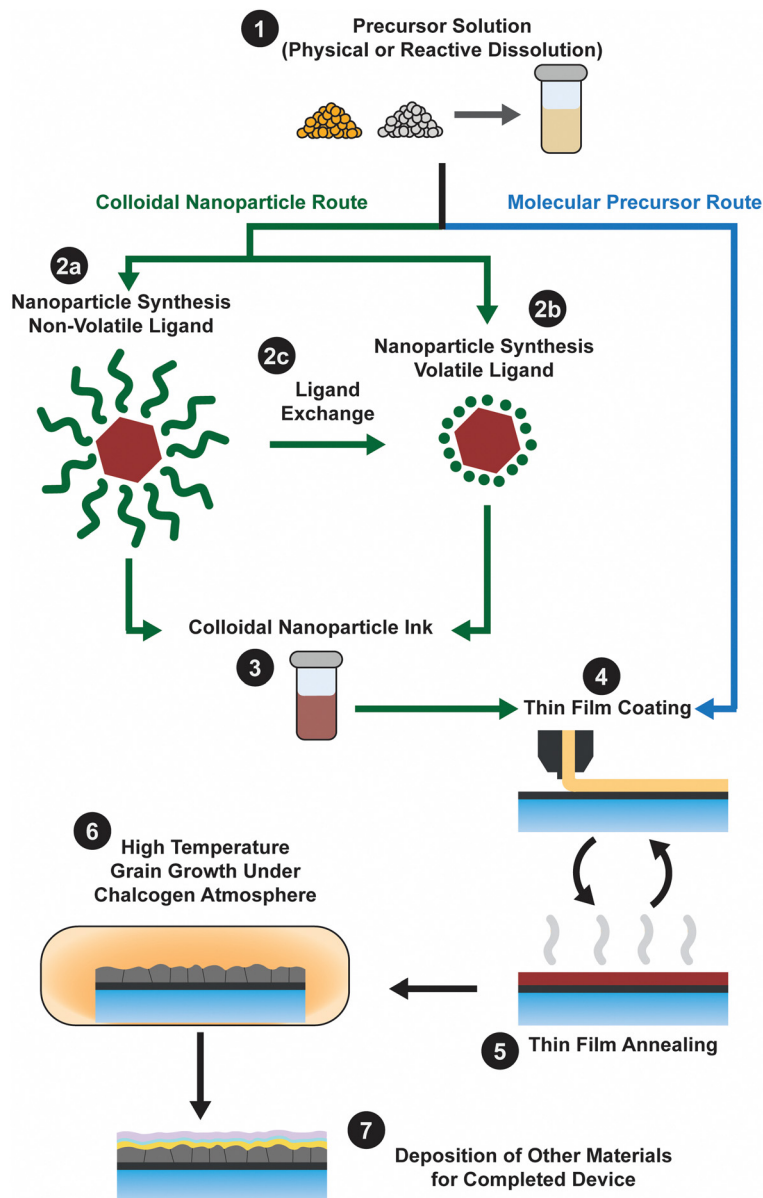 1
Precursor Solution
(Physical or Reactive Dissolution)
Colloidal Nanoparticle Route
Molecular Precursor Route
2a
Nanoparticle Synthesis
Non-Volatile Ligand
2b
Nanoparticle Synthesis
Volatile Ligand
2c
Ligand
Exchange
Colloidal Nanoparticle Ink
3
4
Thin Film Coating
6
High Temperature
Grain Growth Under
Chalcogen Atmosphere
5
Thin Film Annealing
7
Deposition of Other Materials
for Completed Device